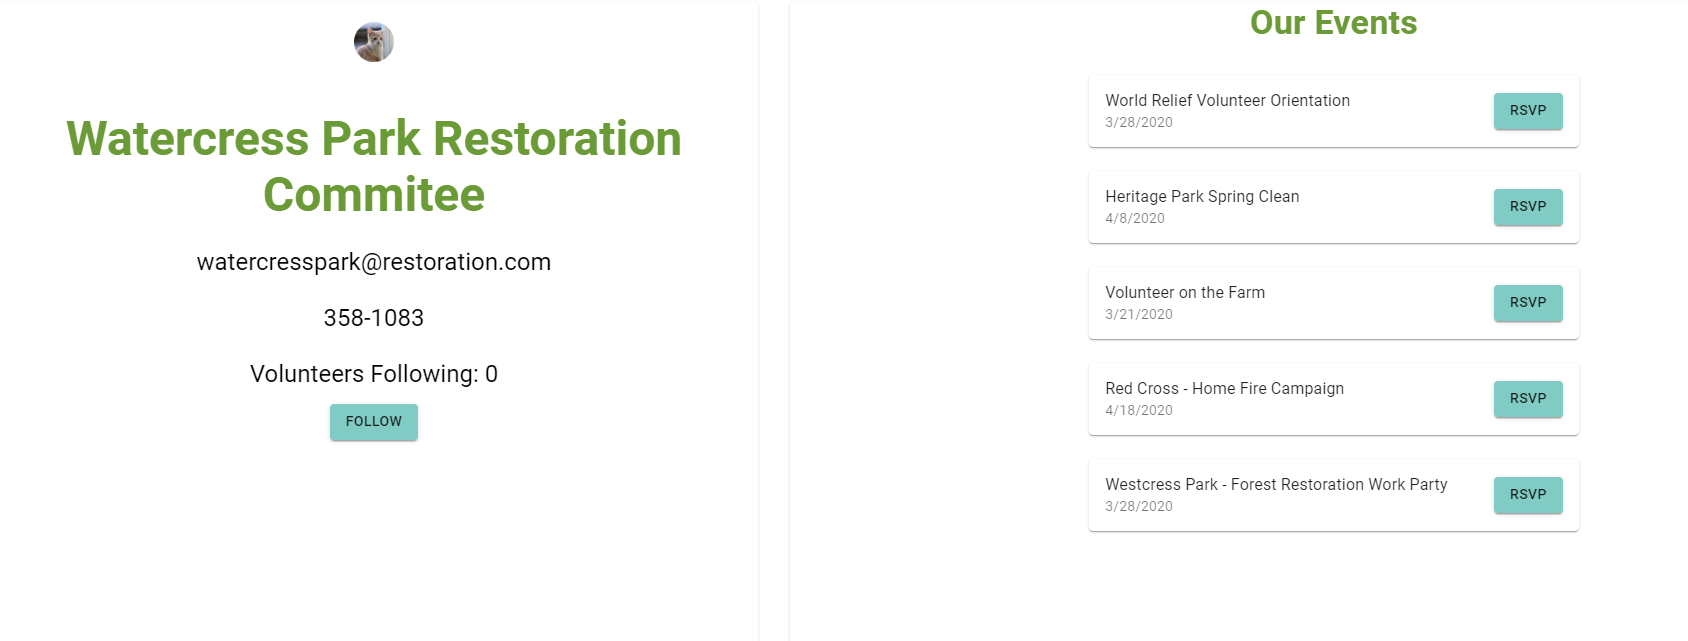 Watercress Park Restoration
Commitee
watercresspark@restoration.com
358-1083
Volunteers Following: 0
FOLLOW
Our Events
World Relief Volunteer Orientation
3/28/2020
RSVP
Heritage Park Spring Clean
4/8/2020
RSVP
Volunteer on the Farm
3/21/2020
RSVP
Red Cross - Home Fire Campaign
4/18/2020
RSVP
Westcress Park - Forest Restoration Work Party
3/28/2020
RSVP